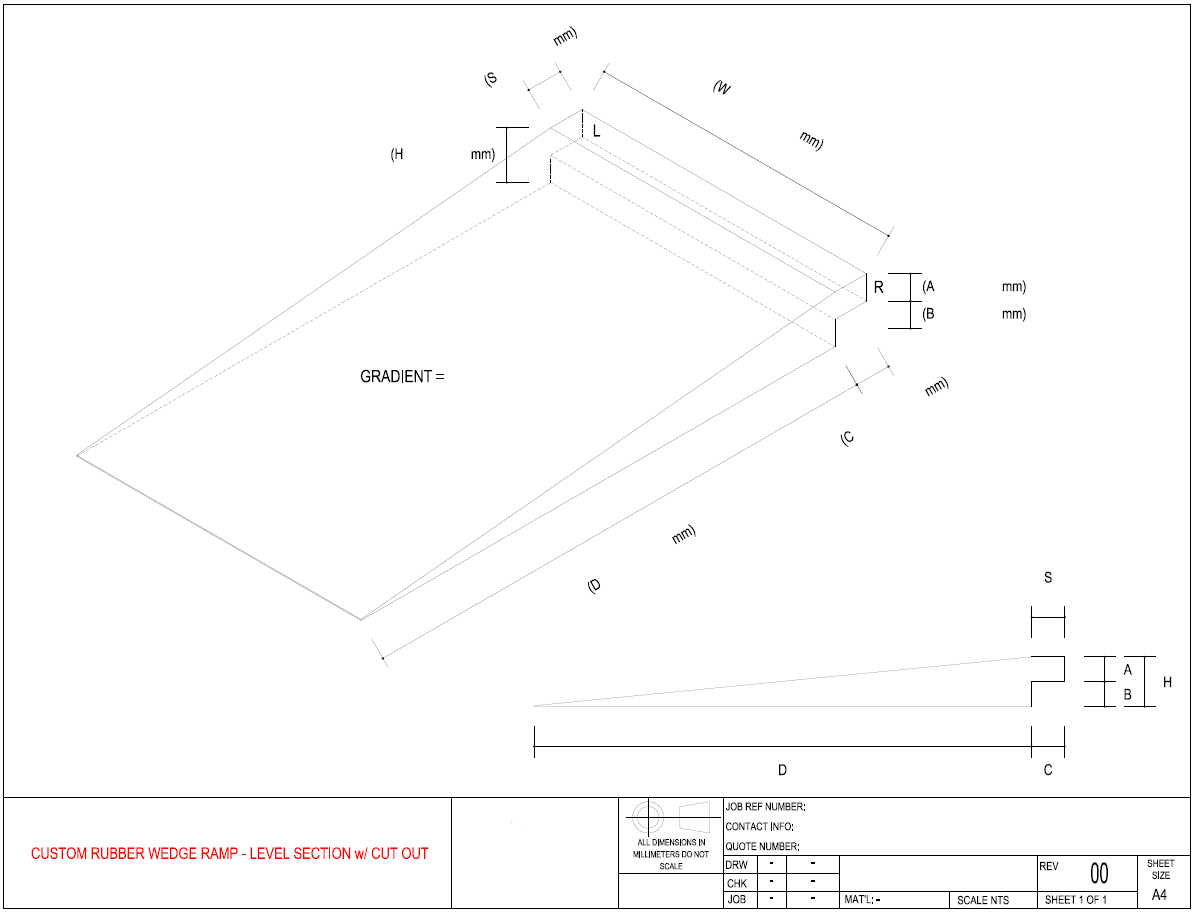 mm)
(S
(W
L
mm)
(H mm)
R
(A mm)
(B mm)
GRADIENT =
mm)
(C
mm)
(D
S
A
H
B
D
C
CUSTOM RUBBER WEDGE RAMP - LEVEL SECTION w/ CUT OUT
ALL DIMENSIONS IN
MILLIMETERS DO NOT
SCALE
JOB REF NUMBER:
CONTACT INFO:
QUOTE NUMBER:
DRW - -
CHK - -
JOB - -
MAT'L: -
SCALE NTS
REV 00
SHEET 1 OF 1
SHEET
SIZE
A4